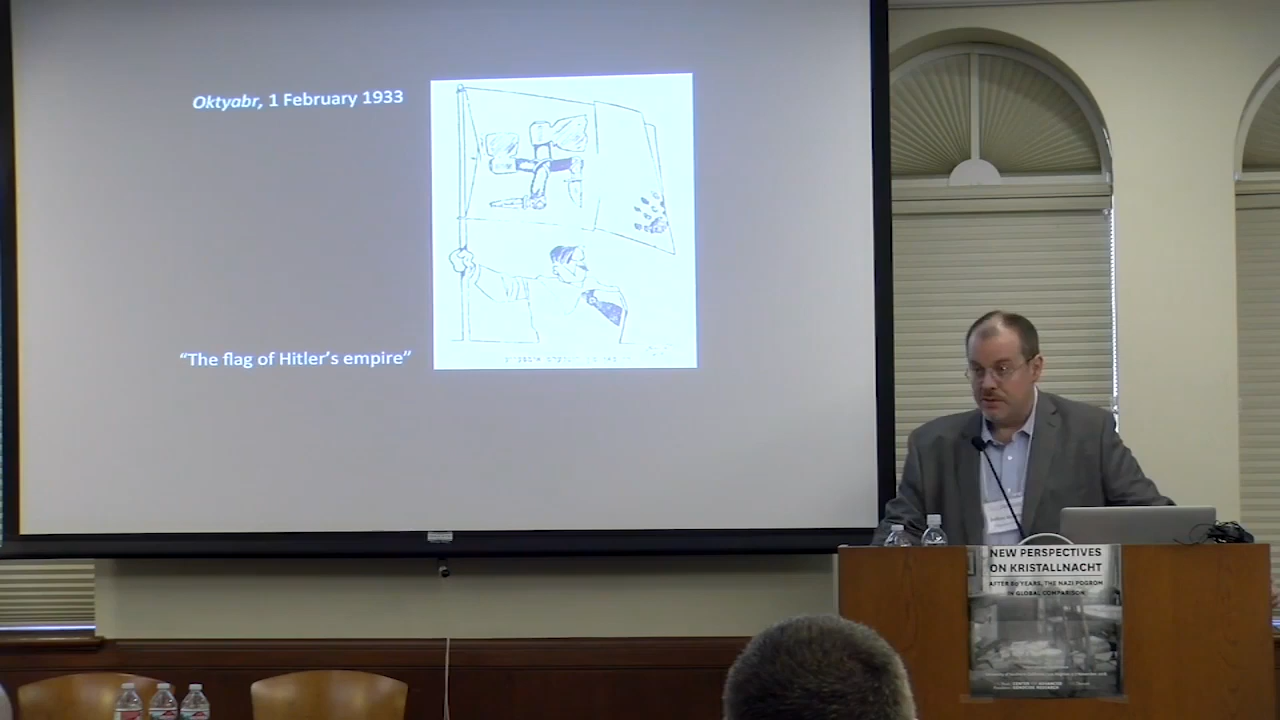 Oktyabr, 1 February 1933
“The flag of Hitler’s empire”
NEW PERSPECTIVES
ON KRISTALLNACHT
AFTER 80 YEARS, THE NAZI POGROM
IN GLOBAL COMPARISON